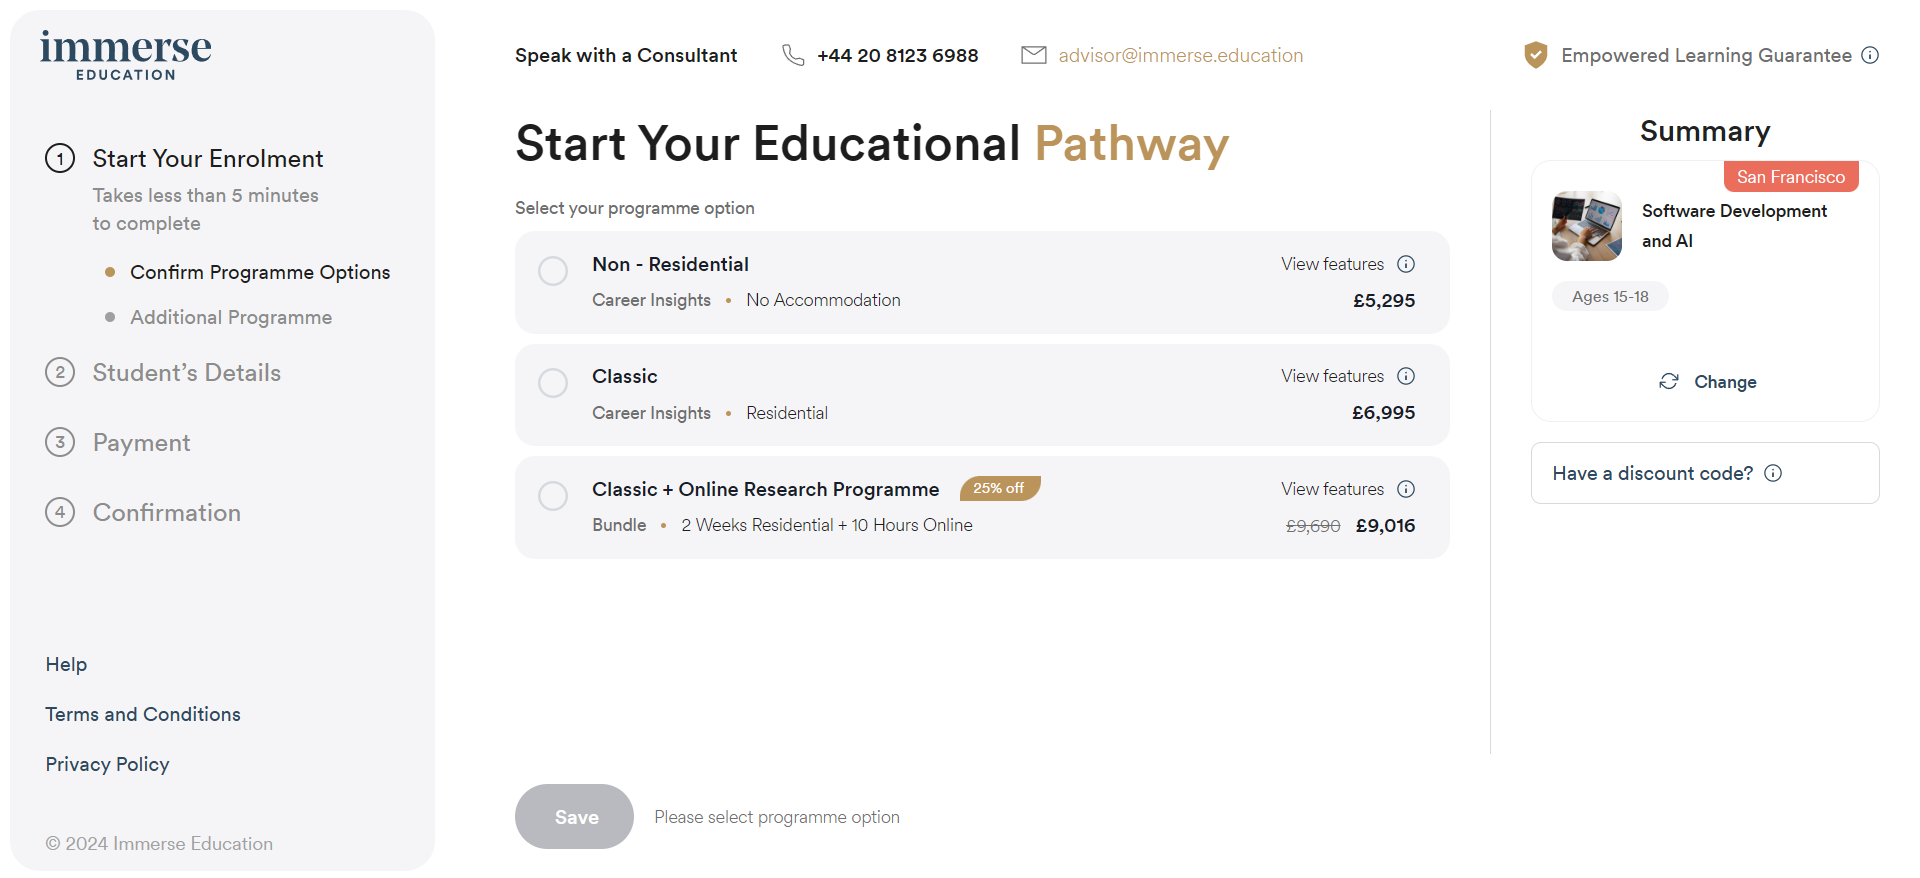 immerse
EDUCATION
1 Start Your Enrolment
Takes less than 5 minutes
to complete
Confirm Programme Options
Additional Programme
2 Student’s Details
3 Payment
4 Confirmation
Help
Terms and Conditions
Privacy Policy
© 2024 Immerse Education
Speak with a Consultant +44 20 8123 6988 advisor@immerse.education
Empowered Learning Guarantee
Start Your Educational Pathway
Select your programme option
Non - Residential View features
Career Insights • No Accommodation £5,295
Classic View features
Career Insights • Residential £6,995
Classic + Online Research Programme 25% off View features
Bundle • 2 Weeks Residential + 10 Hours Online £9,690 £9,016
Save Please select programme option
Summary
San Francisco
Software Development
and AI
Ages 15-18
Change
Have a discount code?